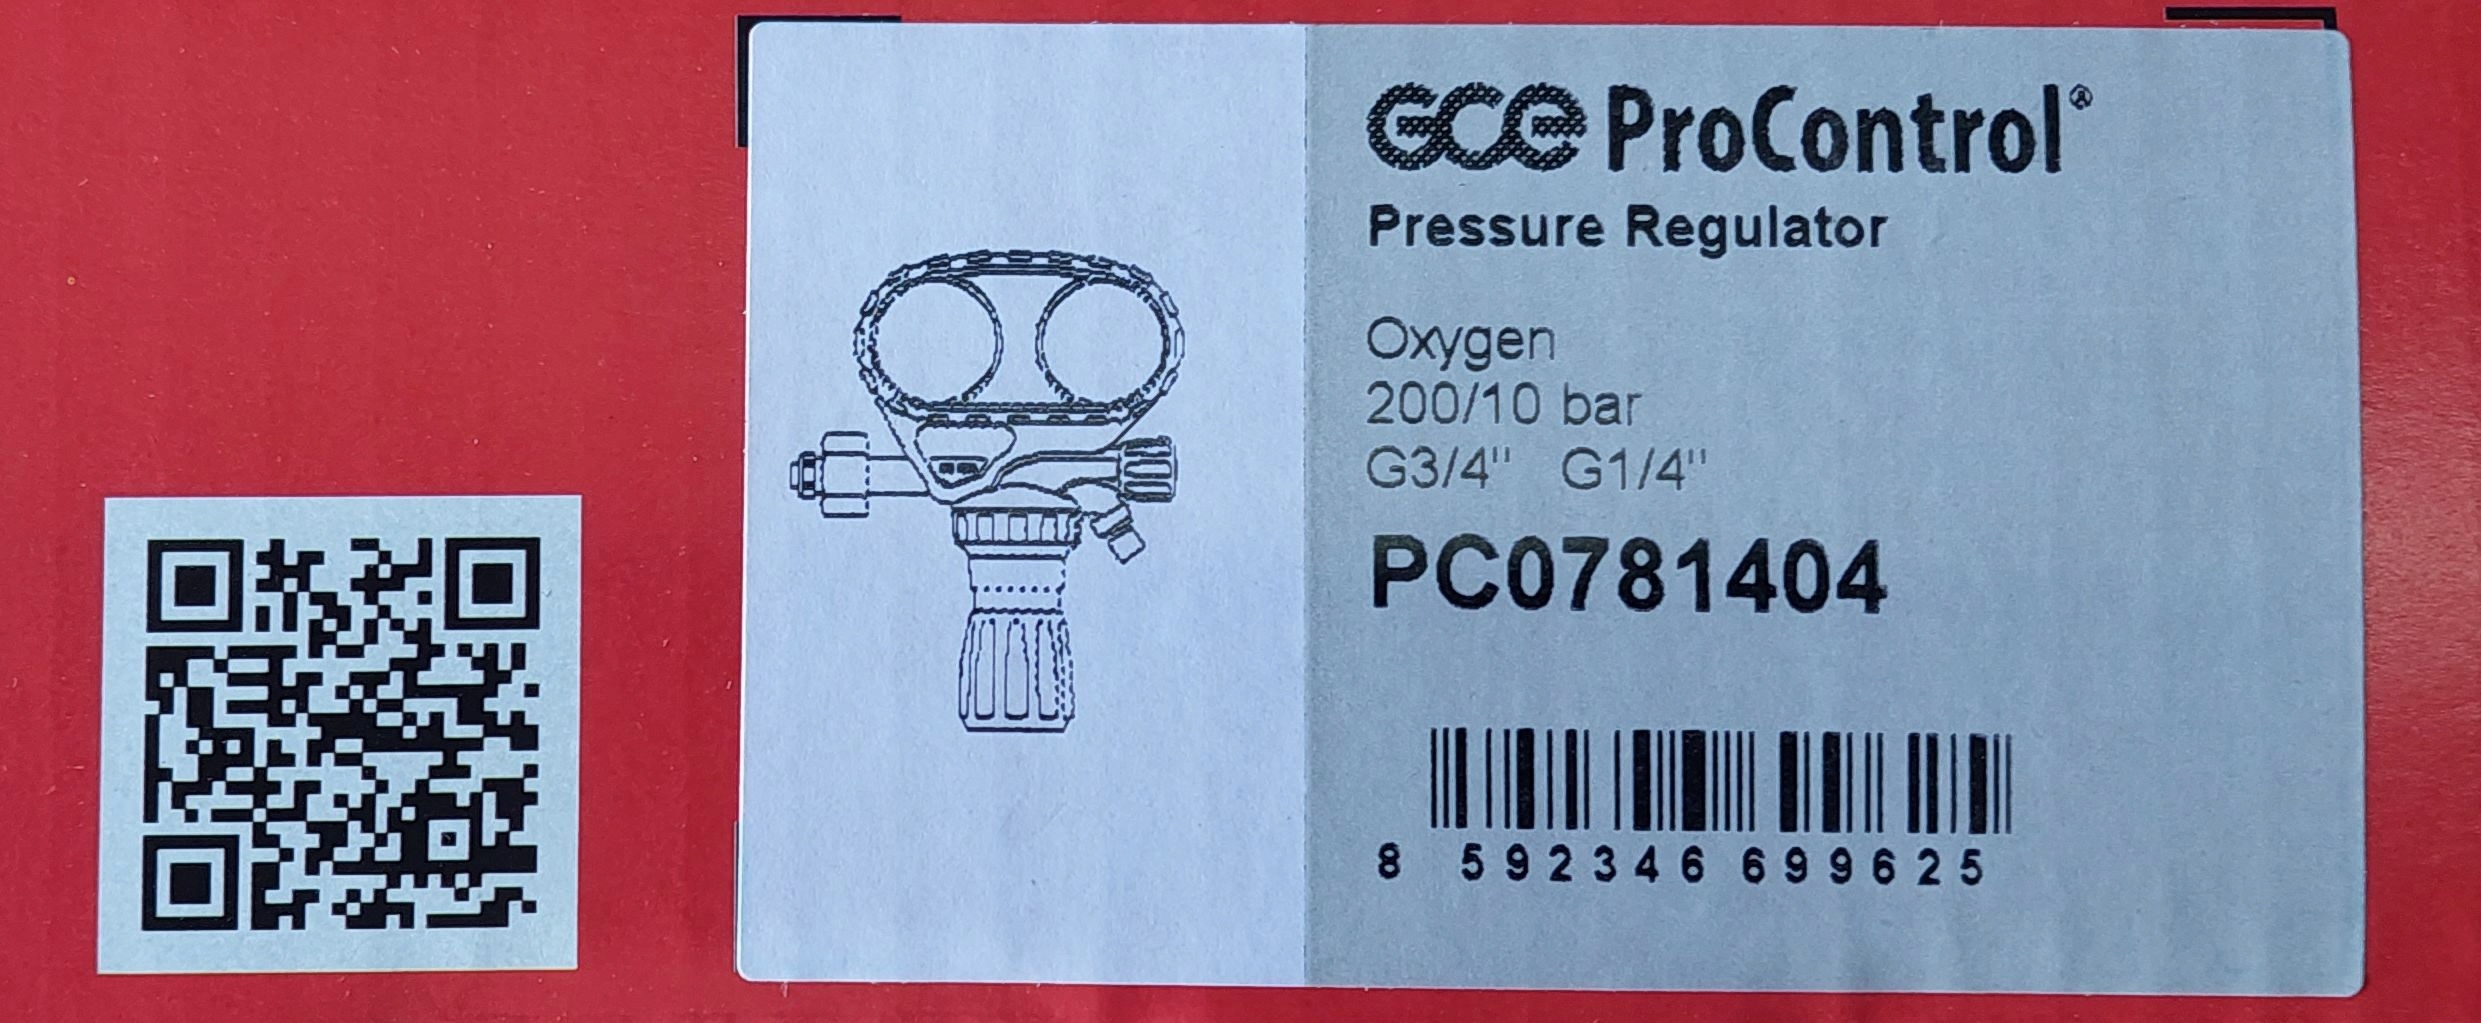 GCE ProControl®
Pressure Regulator
Oxygen
200/10 bar
G3/4" G1/4"
PC0781404
8 592346 699625